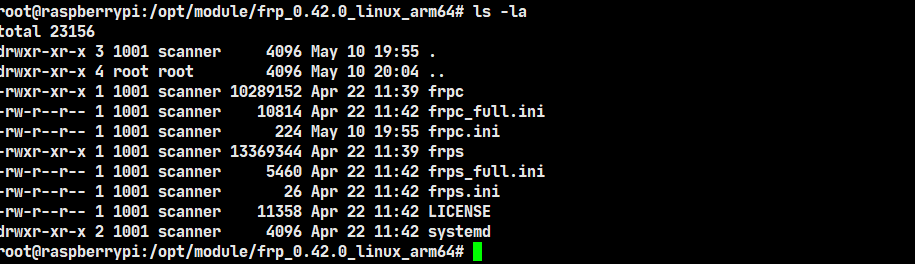 root@raspberrypi:/opt/module/frp_0.42.0_linux_arm64# ls -la
total 23156
drwxr-xr-x 3 1001 scanner     4096 May 10 19:55 .
drwxr-xr-x 4 root root        4096 May 10 20:04 ..
-rwxr-xr-x 1 1001 scanner 10289152 Apr 22 11:39 frpc
-rw-r--r-- 1 1001 scanner    10814 Apr 22 11:42 frpc_full.ini
-rw-r--r-- 1 1001 scanner      224 May 10 19:55 frpc.ini
-rwxr-xr-x 1 1001 scanner 13369344 Apr 22 11:39 frps
-rw-r--r-- 1 1001 scanner     5460 Apr 22 11:42 frps_full.ini
-rw-r--r-- 1 1001 scanner       26 Apr 22 11:42 frps.ini
-rw-r--r-- 1 1001 scanner    11358 Apr 22 11:42 LICENSE
drwxr-xr-x 2 1001 scanner     4096 Apr 22 11:42 systemd
root@raspberrypi:/opt/module/frp_0.42.0_linux_arm64#